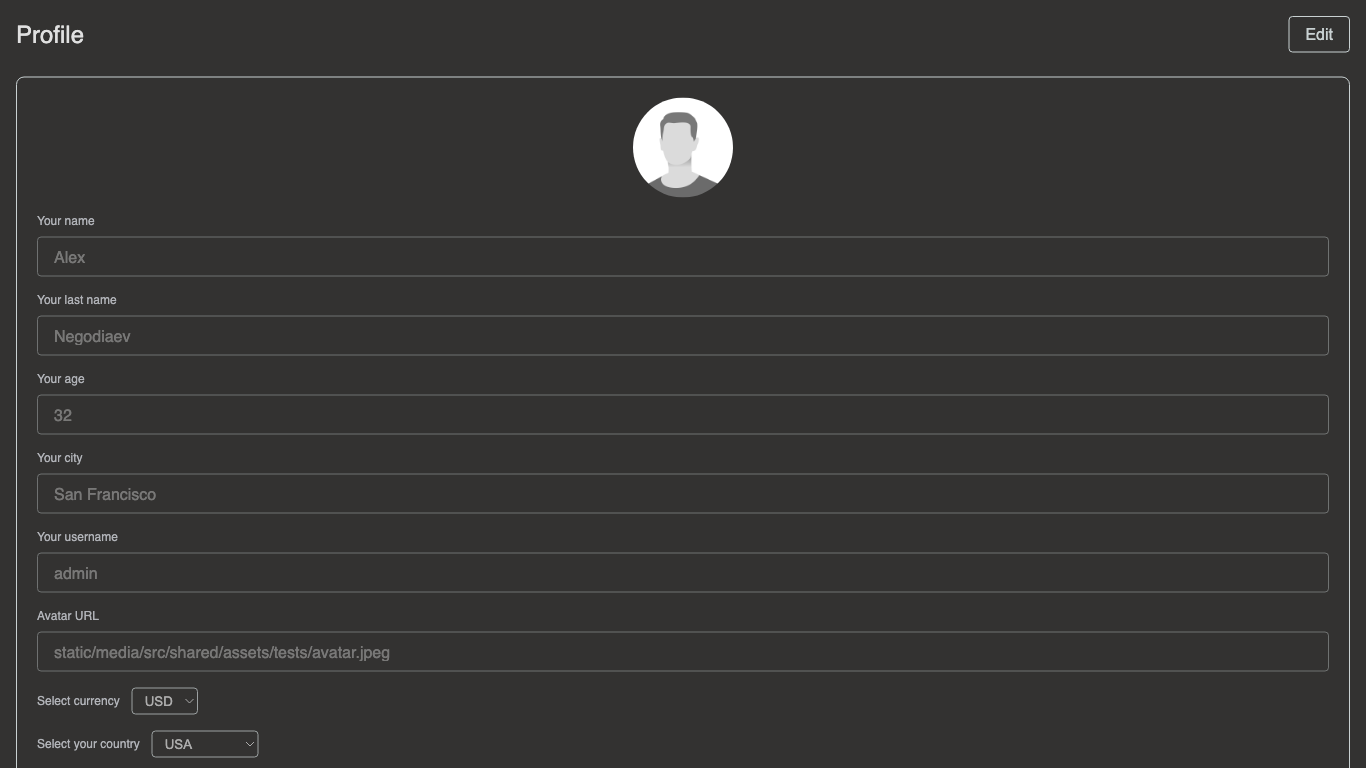 Profile
Edit
Your name
Alex
Your last name
Negodiaev
Your age
32
Your city
San Francisco
Your username
admin
Avatar URL
static/media/src/shared/assets/tests/avatar.jpeg
Select currency USD
Select your country USA